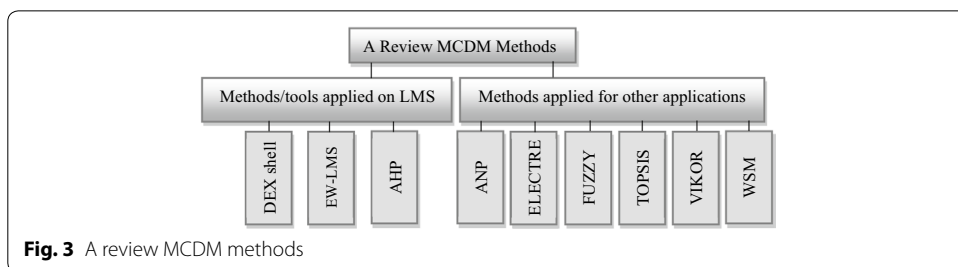 A Review MCDM Methods
Methods/tools applied on LMS
Methods applied for other applications
DEX shell
EW-LMS
AHP
ANP
ELECTRE
FUZZY
TOPSIS
VIKOR
WSM
Fig. 3 A review MCDM methods